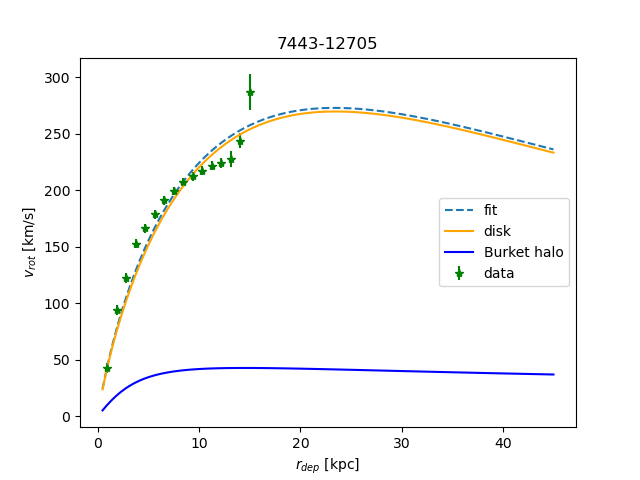 7443-12705
300
250
200
150
100
50
0
v_rot [km/s]
fit
disk
Burket halo
data
0 10 20 30 40
r_dep [kpc]